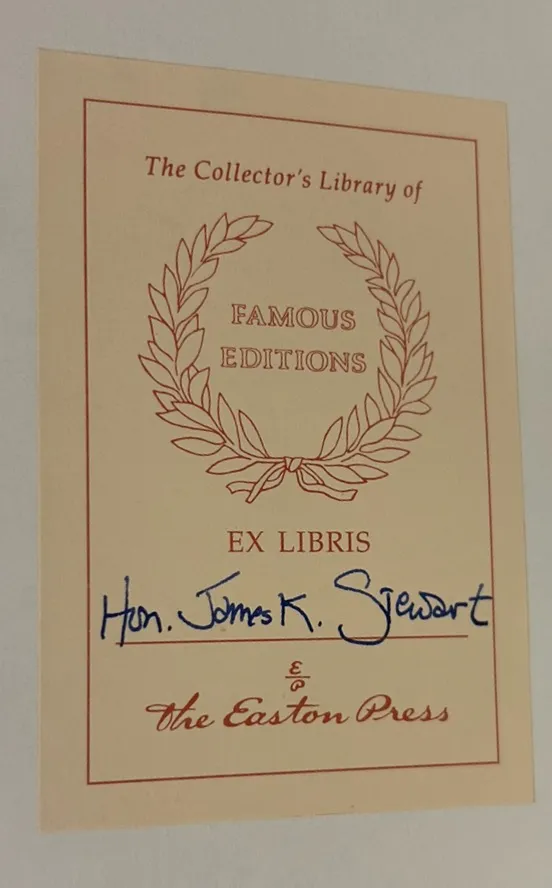 The Collector's Library of
FAMOUS
EDITIONS
EX LIBRIS
Hon. James K. Stewart
E
P
The Easton Press